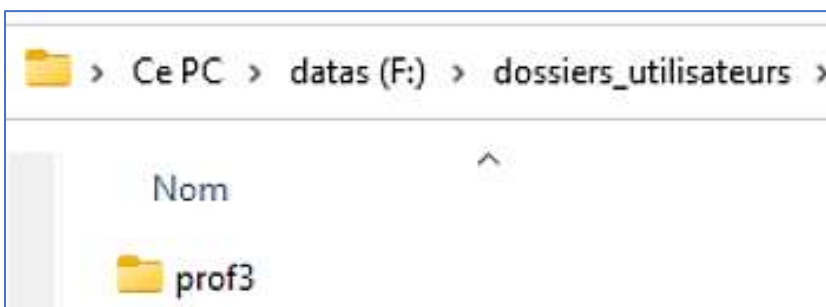 Ce PC > datas (F:) > dossiers_utilisateurs >
Nom
prof3